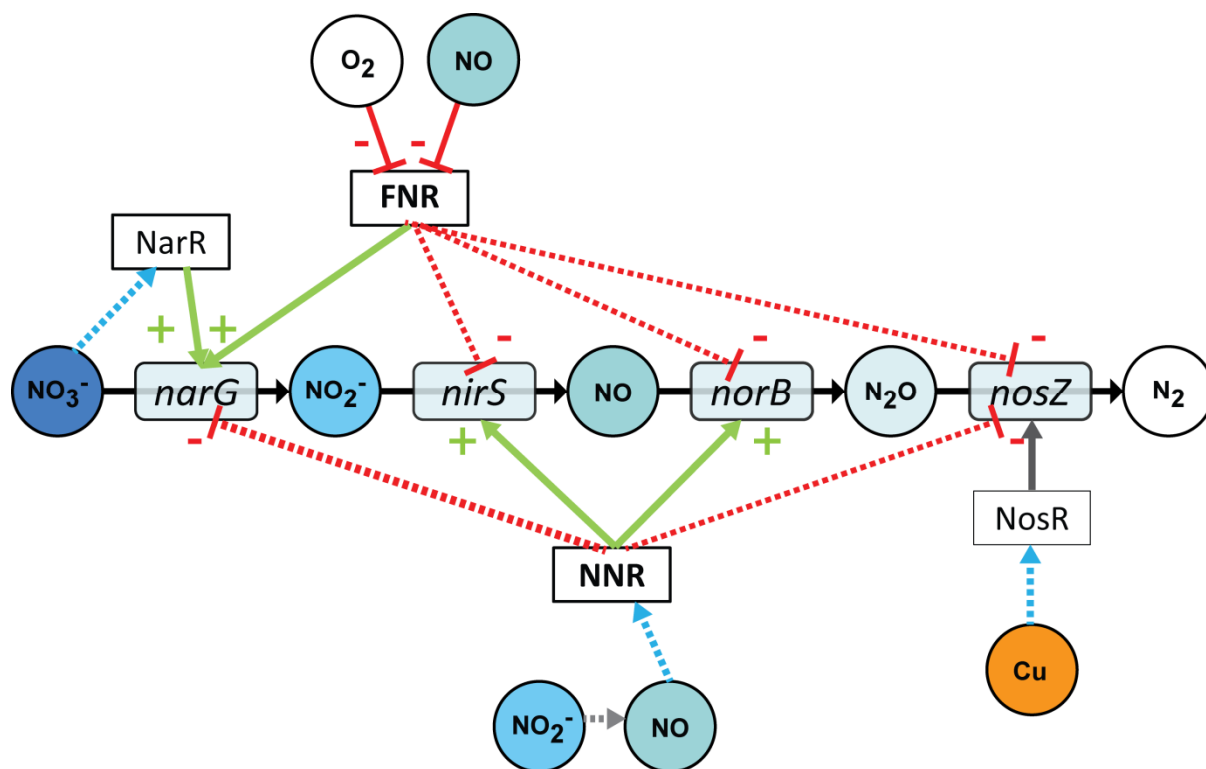 O2
NO
-
-
FNR
NarR
+
+
-
-
-
NO3-
narG
NO2-
nirS
NO
norB
N2O
nosZ
N2
-
+
+
-
NosR
NNR
Cu
NO2-
NO